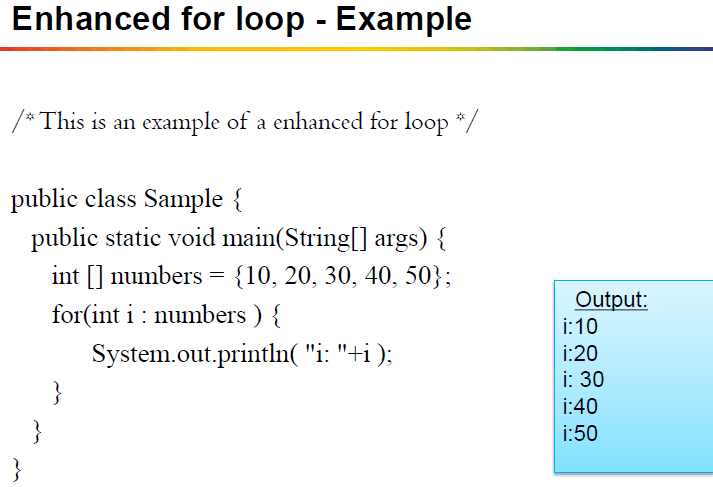 Enhanced for loop - Example
/* This is an example of a enhanced for loop */
public class Sample {
public static void main(String[] args) {
int [] numbers = {10, 20, 30, 40, 50};
for(int i : numbers ) {
System.out.println( "i: "+i );
}
}
}
Output:
i:10
i:20
i: 30
i:40
i:50